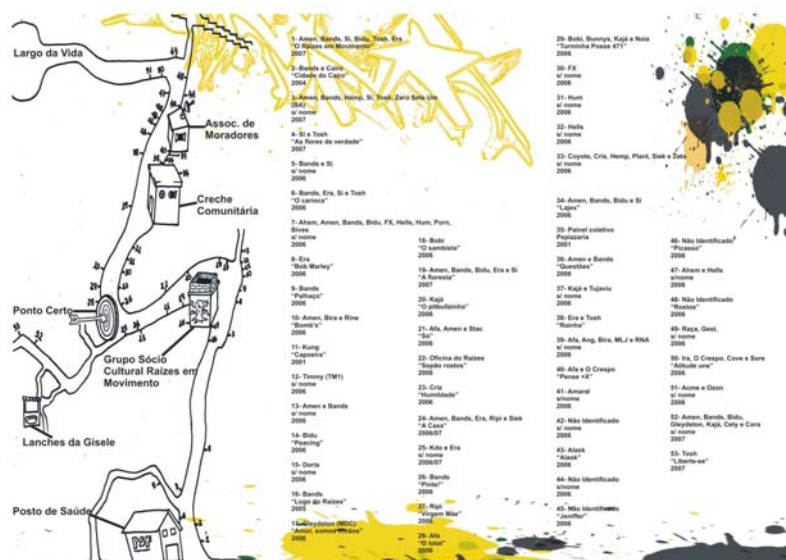 Largo da Vida
Assoc. de
Moradores
Creche
Comunitária
Ponto Certo
Grupo Sócio
Cultural Raízes em
Movimento
Lanches da Gisele
Posto de Saúde
PSF
1- Amen, Bands, Si, Bidu, Tosh, Era
"O Raízes em Movimento"
2007
2- Bands e Cairo
"Cidade do Cairo"
2004
3- Amen, Bands, Hemp, Si, Tosh, Zero Sete Um
(BA)
s/ nome
2007
4- Si e Tosh
"As flores da verdade"
2007
5- Bands e Si
s/ nome
2006
6- Bands, Era, Si e Tosh
"O carioca"
2006
7- Aham, Amen, Bands, Bidu, FX, Hells, Hum, Porn,
Bives
s/ nome
2006
8- Era
"Bob Marley"
2006
9- Bands
"Palhaço"
2006
10- Amen, Bira e Rine
"Bomb's"
2006
11- Kung
"Capoeira"
2001
12- Timmy (TM1)
s/ nome
2006
13- Amen e Bands
s/ nome
2006
14- Bidu
"Peacing"
2006
15- Doria
s/ nome
2006
16- Bands
"Logo do Raízes"
2005
17- Gleydston (MDC)
"Amor, somos irmãos"
2006
18- Bobi
"O sambista"
2006
19- Amen, Bands, Bidu, Era e Si
"A floresta"
2007
20- Kajá
"O pitbullzinho"
2006
21- Afa, Amen e Stac
"Só"
2006
22- Oficina do Raízes
"Sopão rostos"
2006
23- Criz
"Humildade"
2006
24- Amen, Bands, Era, Ripi e Siek
"A Casa"
2006/07
25- Kdo e Era
s/ nome
2006/07
26- Bands
"Pinte!"
2006
27- Ripi
"Virgem Mãe"
2006
28- Afa
"O total"
2006
29- Bobi, Bunnys, Kajá e Noia
"Turminha Posse 471"
2006
30- FX
s/ nome
2006
31- Hum
s/ nome
2006
32- Hells
s/ nome
2006
33- Coyote, Cris, Hemp, Plant, Siek e Zeta
s/ nome
2006
34- Amen, Bands, Bidu e Si
"Lajes"
2006
35- Painel coletivo
Pepizzaria
2001
36- Amen e Bands
"Questões"
2006
37- Kajá e Tujaviu
s/ nome
2006
38- Era e Tosh
"Rainha"
39- Afa, Ang, Bira, MLJ e RNA
s/ nome
2006
40- Afa e O Crespo
"Pense +X"
2006
41- Amaral
s/nome
2006
42- Não Identificado
s/ nome
2006
43- Alask
"Alask"
2006
44- Não Identificado
s/nome
2006
45- Não Identificado
"Jeniffer"
2006
46- Não Identificado
"Picasso"
2006
47- Aham e Hells
s/nome
2006
48- Não Identificado
"Rostos"
2006
49- Raça, Gest,
s/ nome
2006
50- Ira, O Crespo, Cove e Sore
"Atitude une"
2006
51- Acme e Ozon
s/ nome
2006
52- Amen, Bands, Bidu,
Gleydston, Kajá, Cety e Cora
s/ nome
2007
53- Tosh
"Liberte-se"
2007